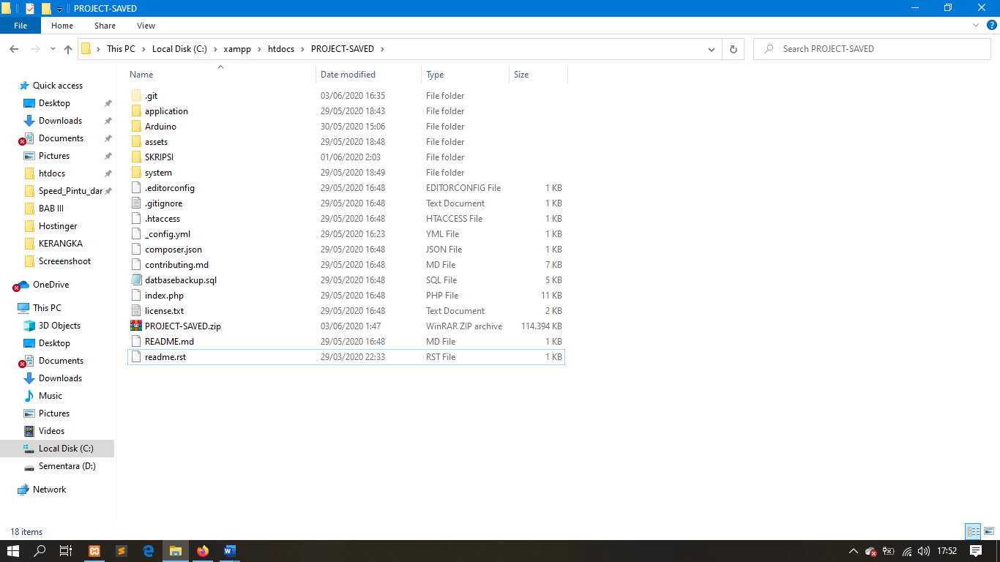 PROJECT-SAVED
File Home Share View
This PC Local Disk (C:) xampp htdocs PROJECT-SAVED
Search PROJECT-SAVED
Quick access
Desktop
Downloads
Documents
Pictures
htdocs
Speed_Pintu_dar
BAB III
Hostinger
KERANGKA
Screeenshoot
OneDrive
This PC
3D Objects
Desktop
Documents
Downloads
Music
Pictures
Videos
Local Disk (C:)
Sementara (D:)
Network
Name Date modified Type Size
.git 03/06/2020 16:35 File folder
application 29/05/2020 18:43 File folder
Arduino 30/05/2020 15:06 File folder
assets 29/05/2020 18:48 File folder
SKRIPSI 01/06/2020 2:03 File folder
system 29/05/2020 18:49 File folder
.editorconfig 29/05/2020 16:48 EDITORCONFIG File 1 KB
.gitignore 29/05/2020 16:48 Text Document 1 KB
.htaccess 29/05/2020 16:48 HTACCESS File 1 KB
_config.yml 29/05/2020 16:23 YML File 1 KB
composer.json 29/05/2020 16:48 JSON File 1 KB
contributing.md 29/05/2020 16:48 MD File 7 KB
datbasebackup.sql 29/05/2020 16:48 SQL File 5 KB
index.php 29/05/2020 16:48 PHP File 11 KB
license.txt 29/05/2020 16:48 Text Document 2 KB
PROJECT-SAVED.zip 03/06/2020 1:47 WinRAR ZIP archive 114.394 KB
README.md 29/05/2020 16:48 MD File 1 KB
readme.rst 29/03/2020 22:33 RST File 1 KB
18 items
17:52